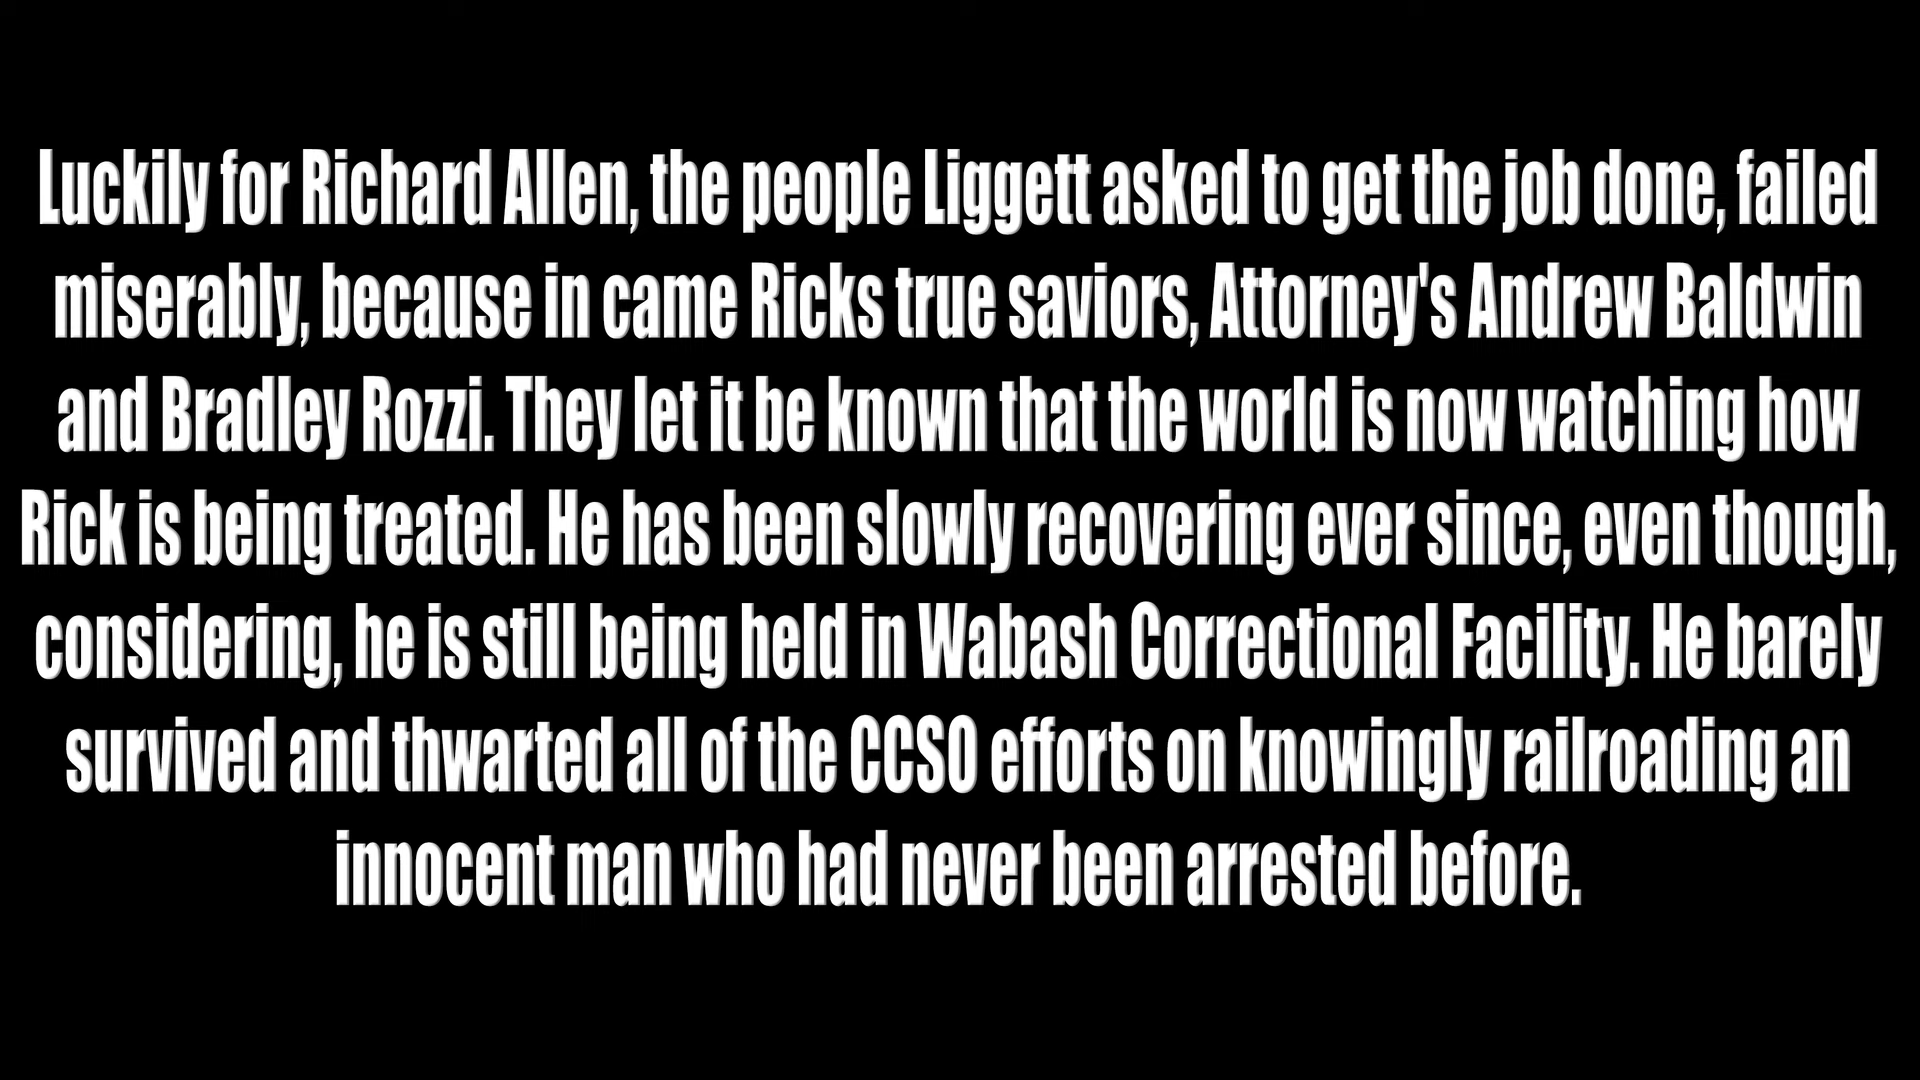 Luckily for Richard Allen, the people Liggett asked to get the job done, failed
miserably, because in came Ricks true saviors, Attorney's Andrew Baldwin
and Bradley Rozzi. They let it be known that the world is now watching how
Rick is being treated. He has been slowly recovering ever since, even though,
considering, he is still being held in Wabash Correctional Facility. He barely
survived and thwarted all of the CCSO efforts on knowingly railroading an
innocent man who had never been arrested before.